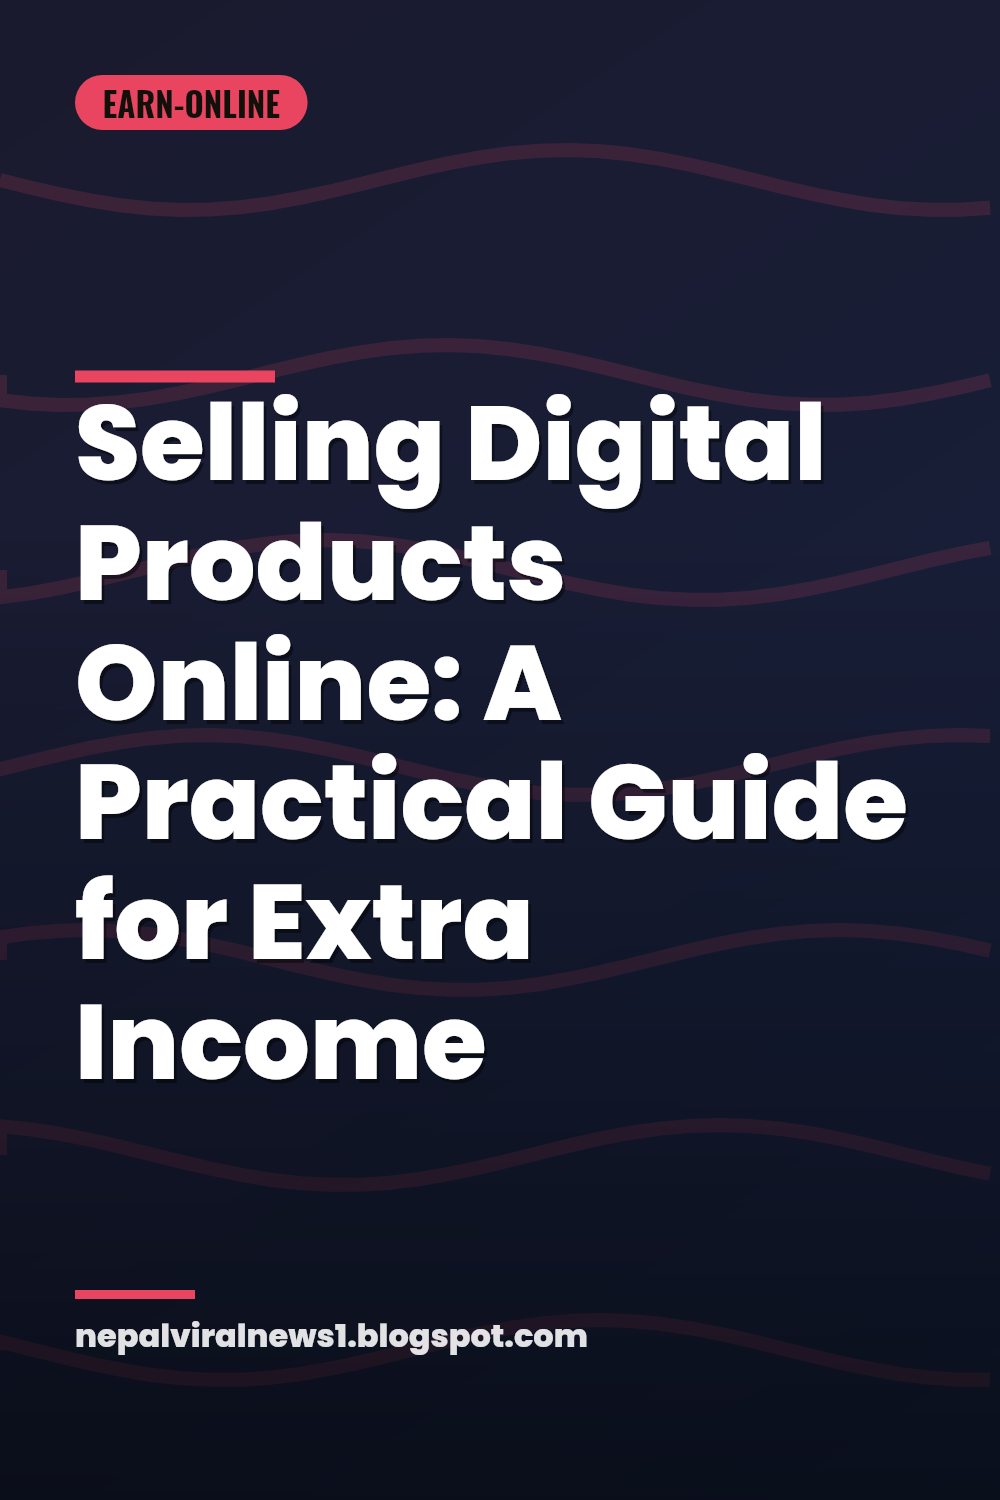 EARN-ONLINE
Selling Digital
Products
Online: A
Practical Guide
for Extra
Income
nepalviralnews1.blogspot.com